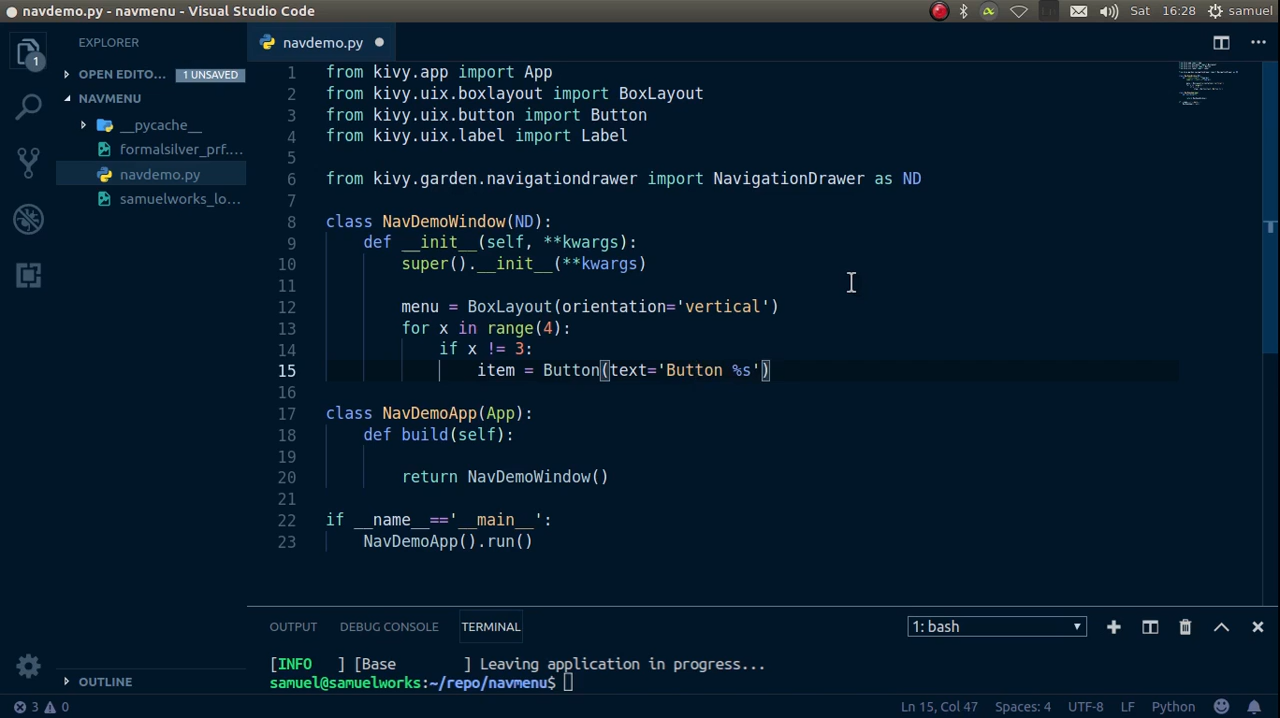 navdemo.py - navmenu - Visual Studio Code
Sat 16:28 samuel
EXPLORER
1
OPEN EDITO... 1 UNSAVED
NAVMENU
__pycache__
formalsilver_prf....
navdemo.py
samuelworks_lo...
OUTLINE
navdemo.py
1 from kivy.app import App
2 from kivy.uix.boxlayout import BoxLayout
3 from kivy.uix.button import Button
4 from kivy.uix.label import Label
5
6 from kivy.garden.navigationdrawer import NavigationDrawer as ND
7
8 class NavDemoWindow(ND):
9 def __init__(self, **kwargs):
10 super().__init__(**kwargs)
11
12 menu = BoxLayout(orientation='vertical')
13 for x in range(4):
14 if x != 3:
15 item = Button(text='Button %s')
16
17 class NavDemoApp(App):
18 def build(self):
19
20 return NavDemoWindow()
21
22 if __name__=='__main__':
23 NavDemoApp().run()
OUTPUT DEBUG CONSOLE TERMINAL 1: bash
[INFO   ] [Base        ] Leaving application in progress...
samuel@samuelworks:~/repo/navmenu$
3 0 Ln 15, Col 47 Spaces: 4 UTF-8 LF Python